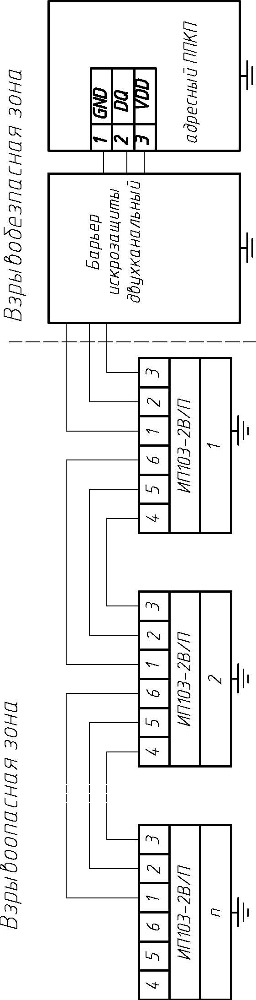 Взрывоопасная зона
Взрывобезпасная зона
4 5 6 1 2 3
ИП103-2В/П
n
4 5 6 1 2 3
ИП103-2В/П
2
4 5 6 1 2 3
ИП103-2В/П
1
Барьер
искрозащиты
двухканальный
1 GND
2 DQ
3 VDD
адресный ППКП